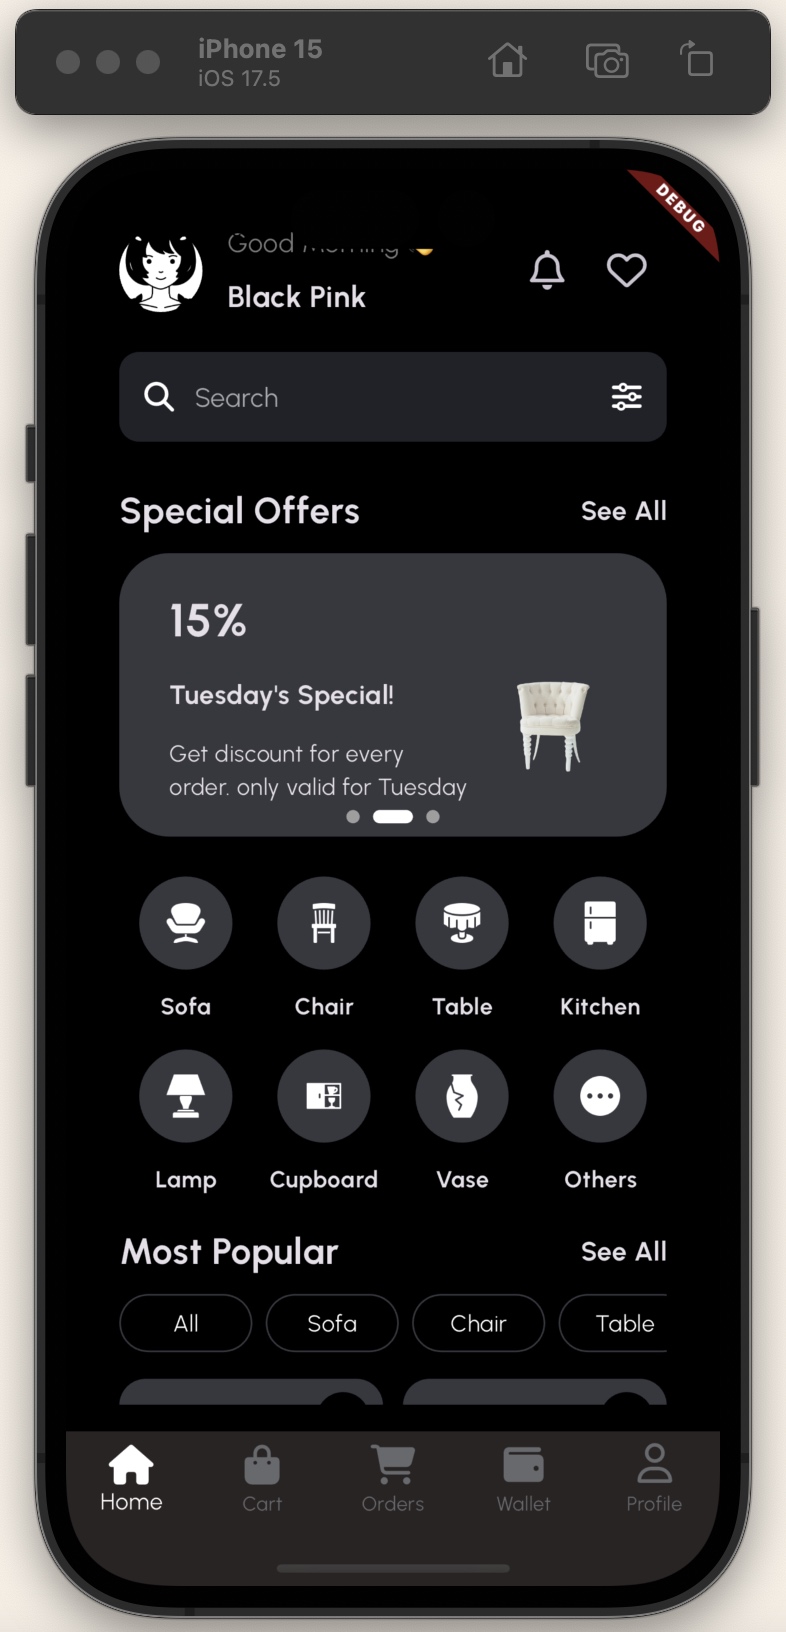 iPhone 15
iOS 17.5
DEBUG
Good Morning
Black Pink
Search
Special Offers
See All
15%
Tuesday's Special!
Get discount for every
order. only valid for Tuesday
Sofa
Chair
Table
Kitchen
Lamp
Cupboard
Vase
Others
Most Popular
See All
All
Sofa
Chair
Table
Home
Cart
Orders
Wallet
Profile